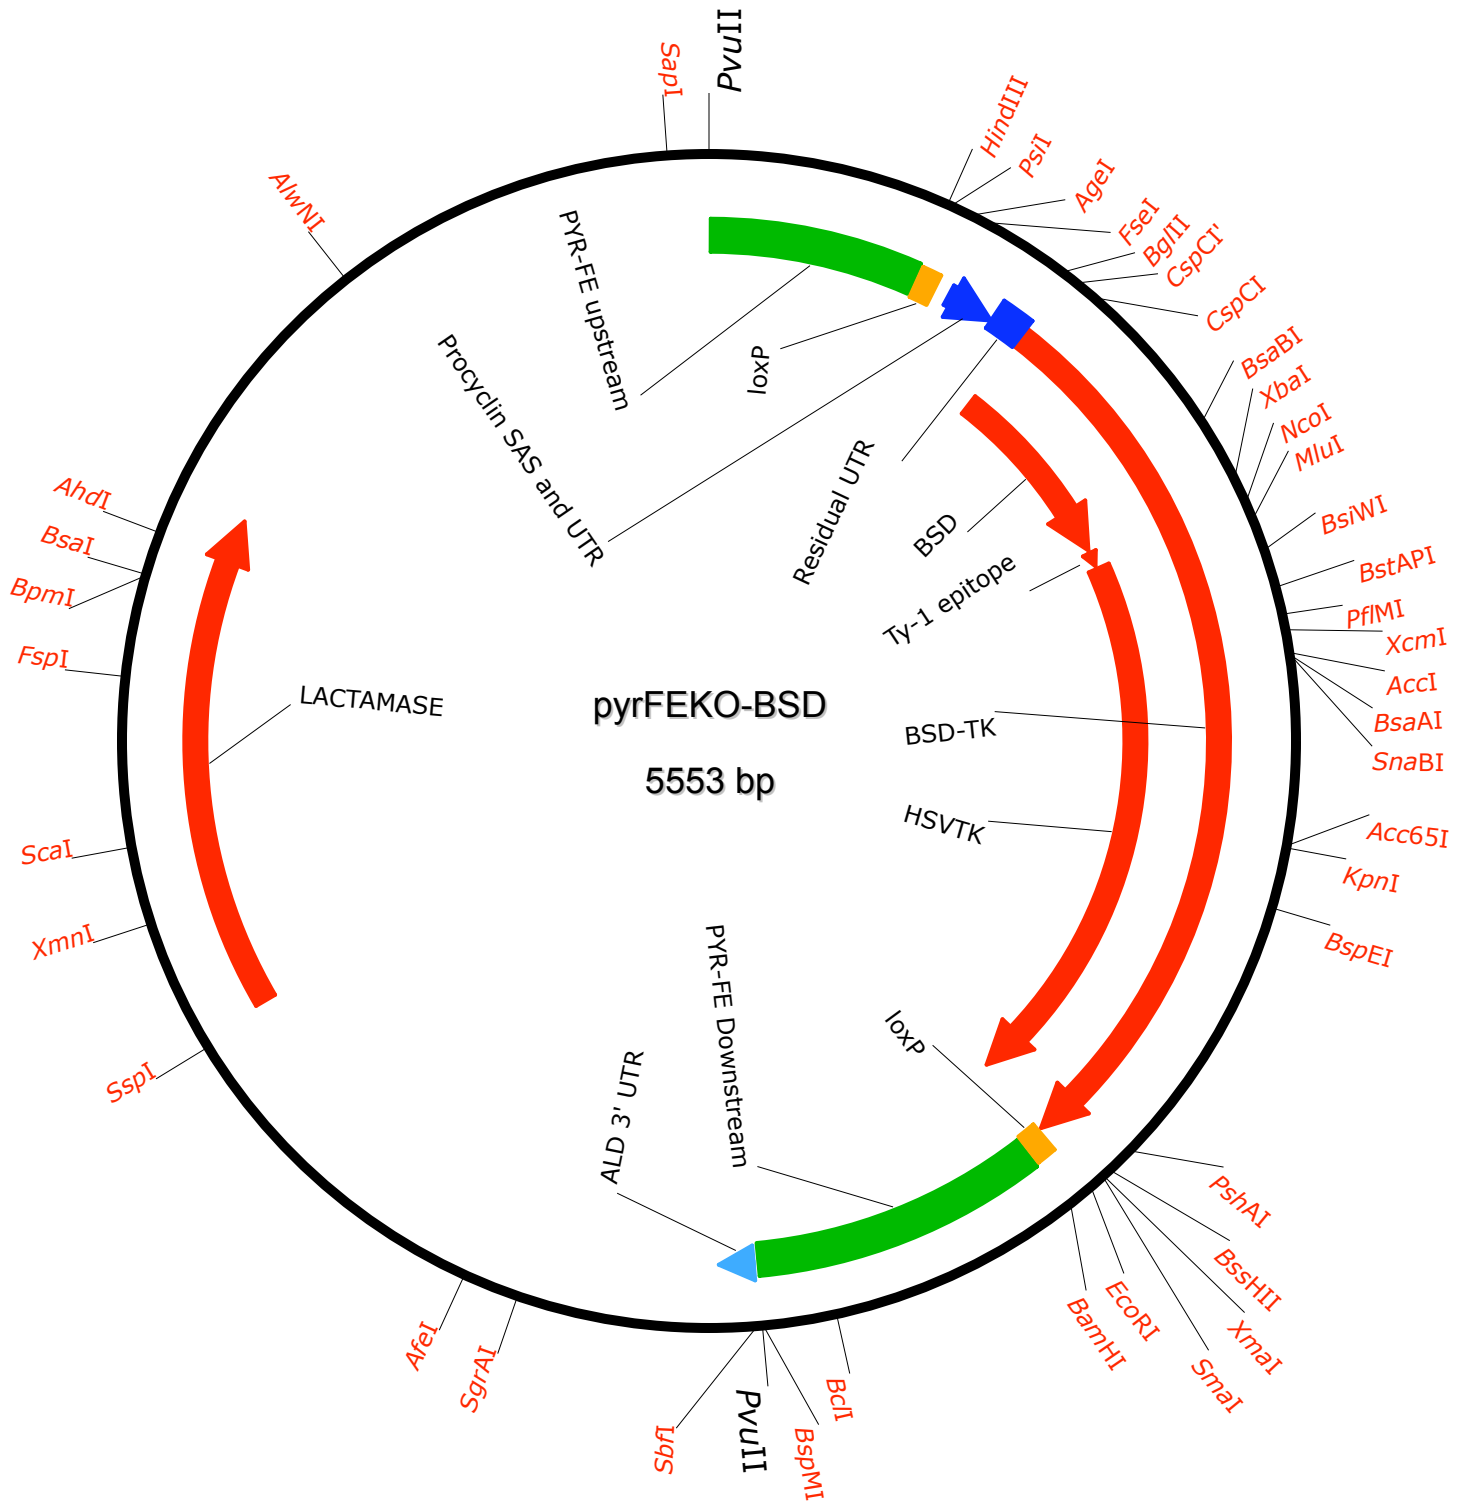 PvuII
HindIII
PsiI
AgeI
FseI
BglII
CspCI'
CspCI
BsaBI
XbaI
NcoI
MluI
BsiWI
BstAPI
PflMI
XcmI
AccI
BsaAI
SnaBI
Acc65I
KpnI
BspEI
PshAI
BssHII
XmaI
SmaI
EcoRI
BamHI
BclI
BspMI
PvuII
SbfI
SgrAI
AfeI
SspI
XmnI
ScaI
FspI
BpmI
BsaI
AhdI
AlwNI
SapI
PYR-FE upstream
loxP
Procyclin SAS and UTR
Residual UTR
BSD
Ty-1 epitope
BSD-TK
HSVTK
loxP
PYR-FE Downstream
ALD 3' UTR
LACTAMASE
pyrFEKO-BSD
5553 bp